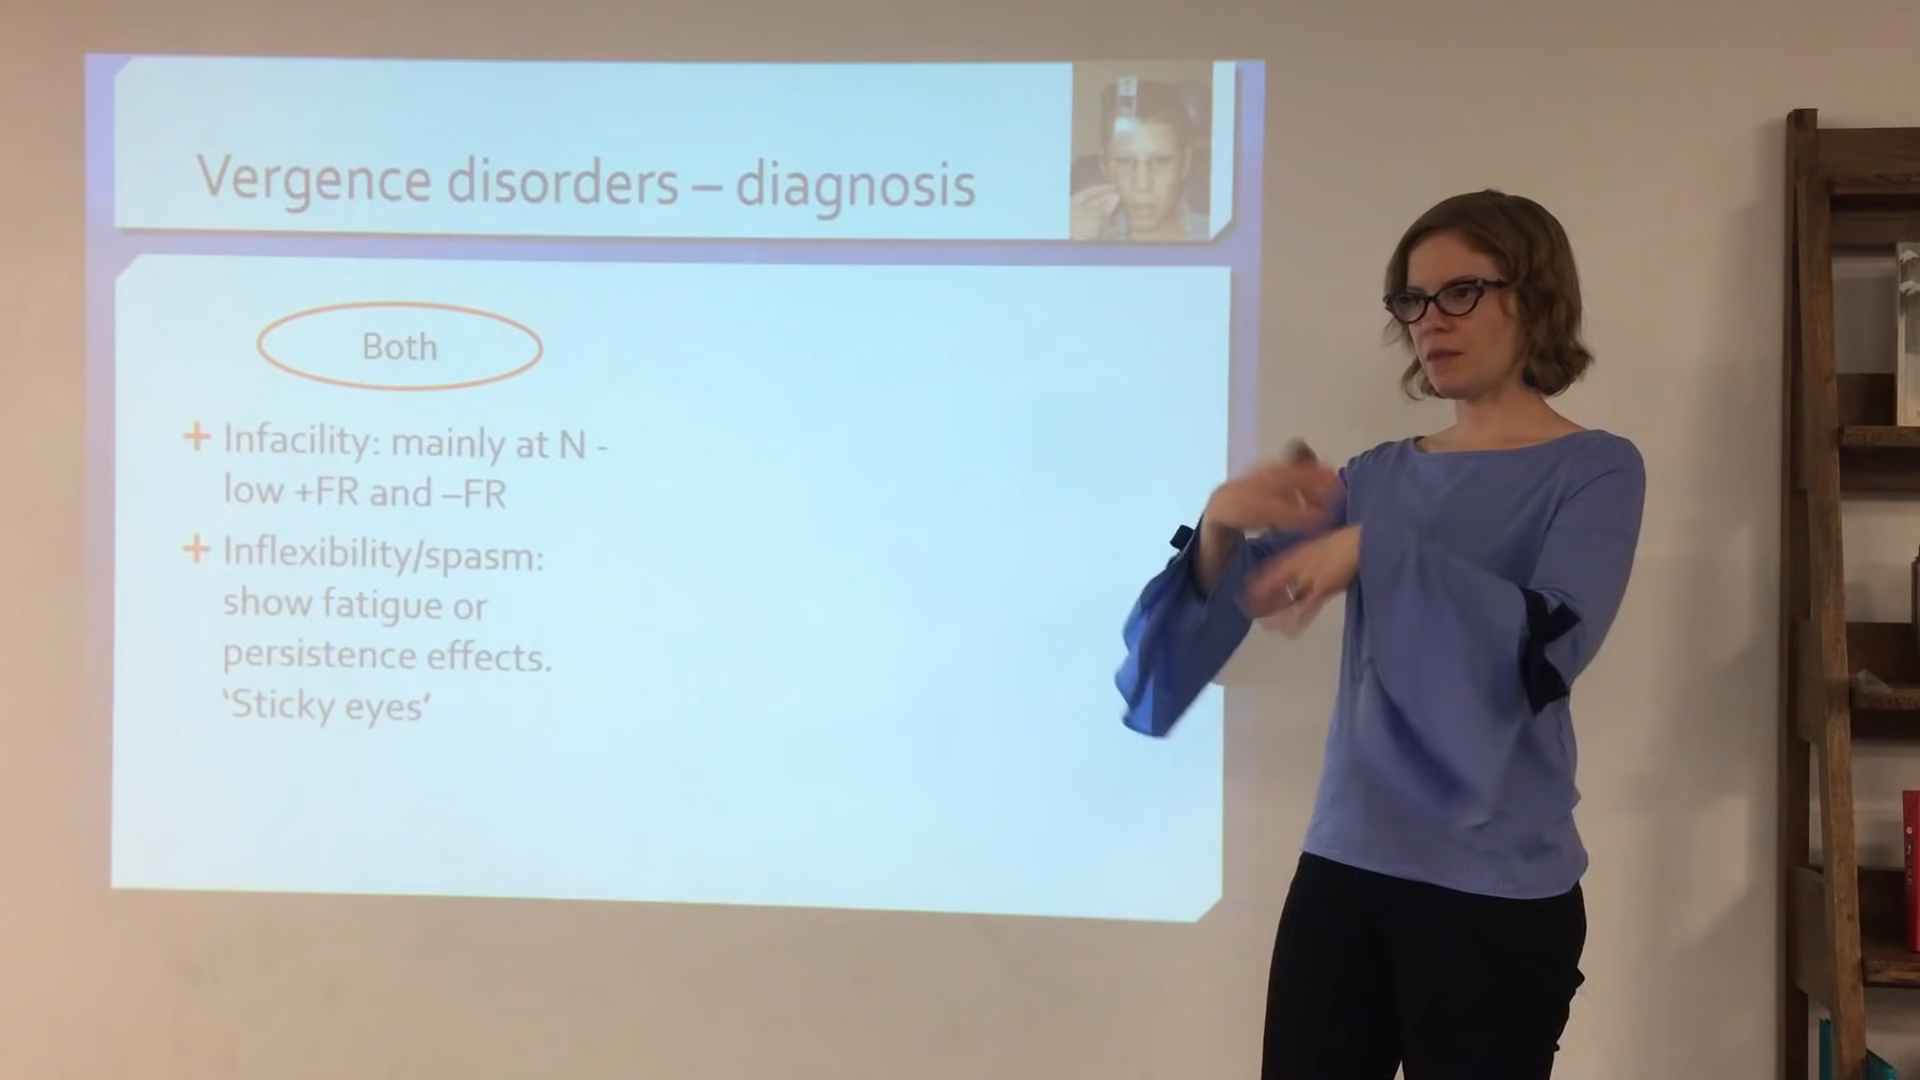 Vergence disorders – diagnosis
Both
+ Infacility: mainly at N -
low +FR and –FR
+ Inflexibility/spasm:
show fatigue or
persistence effects.
‘Sticky eyes’